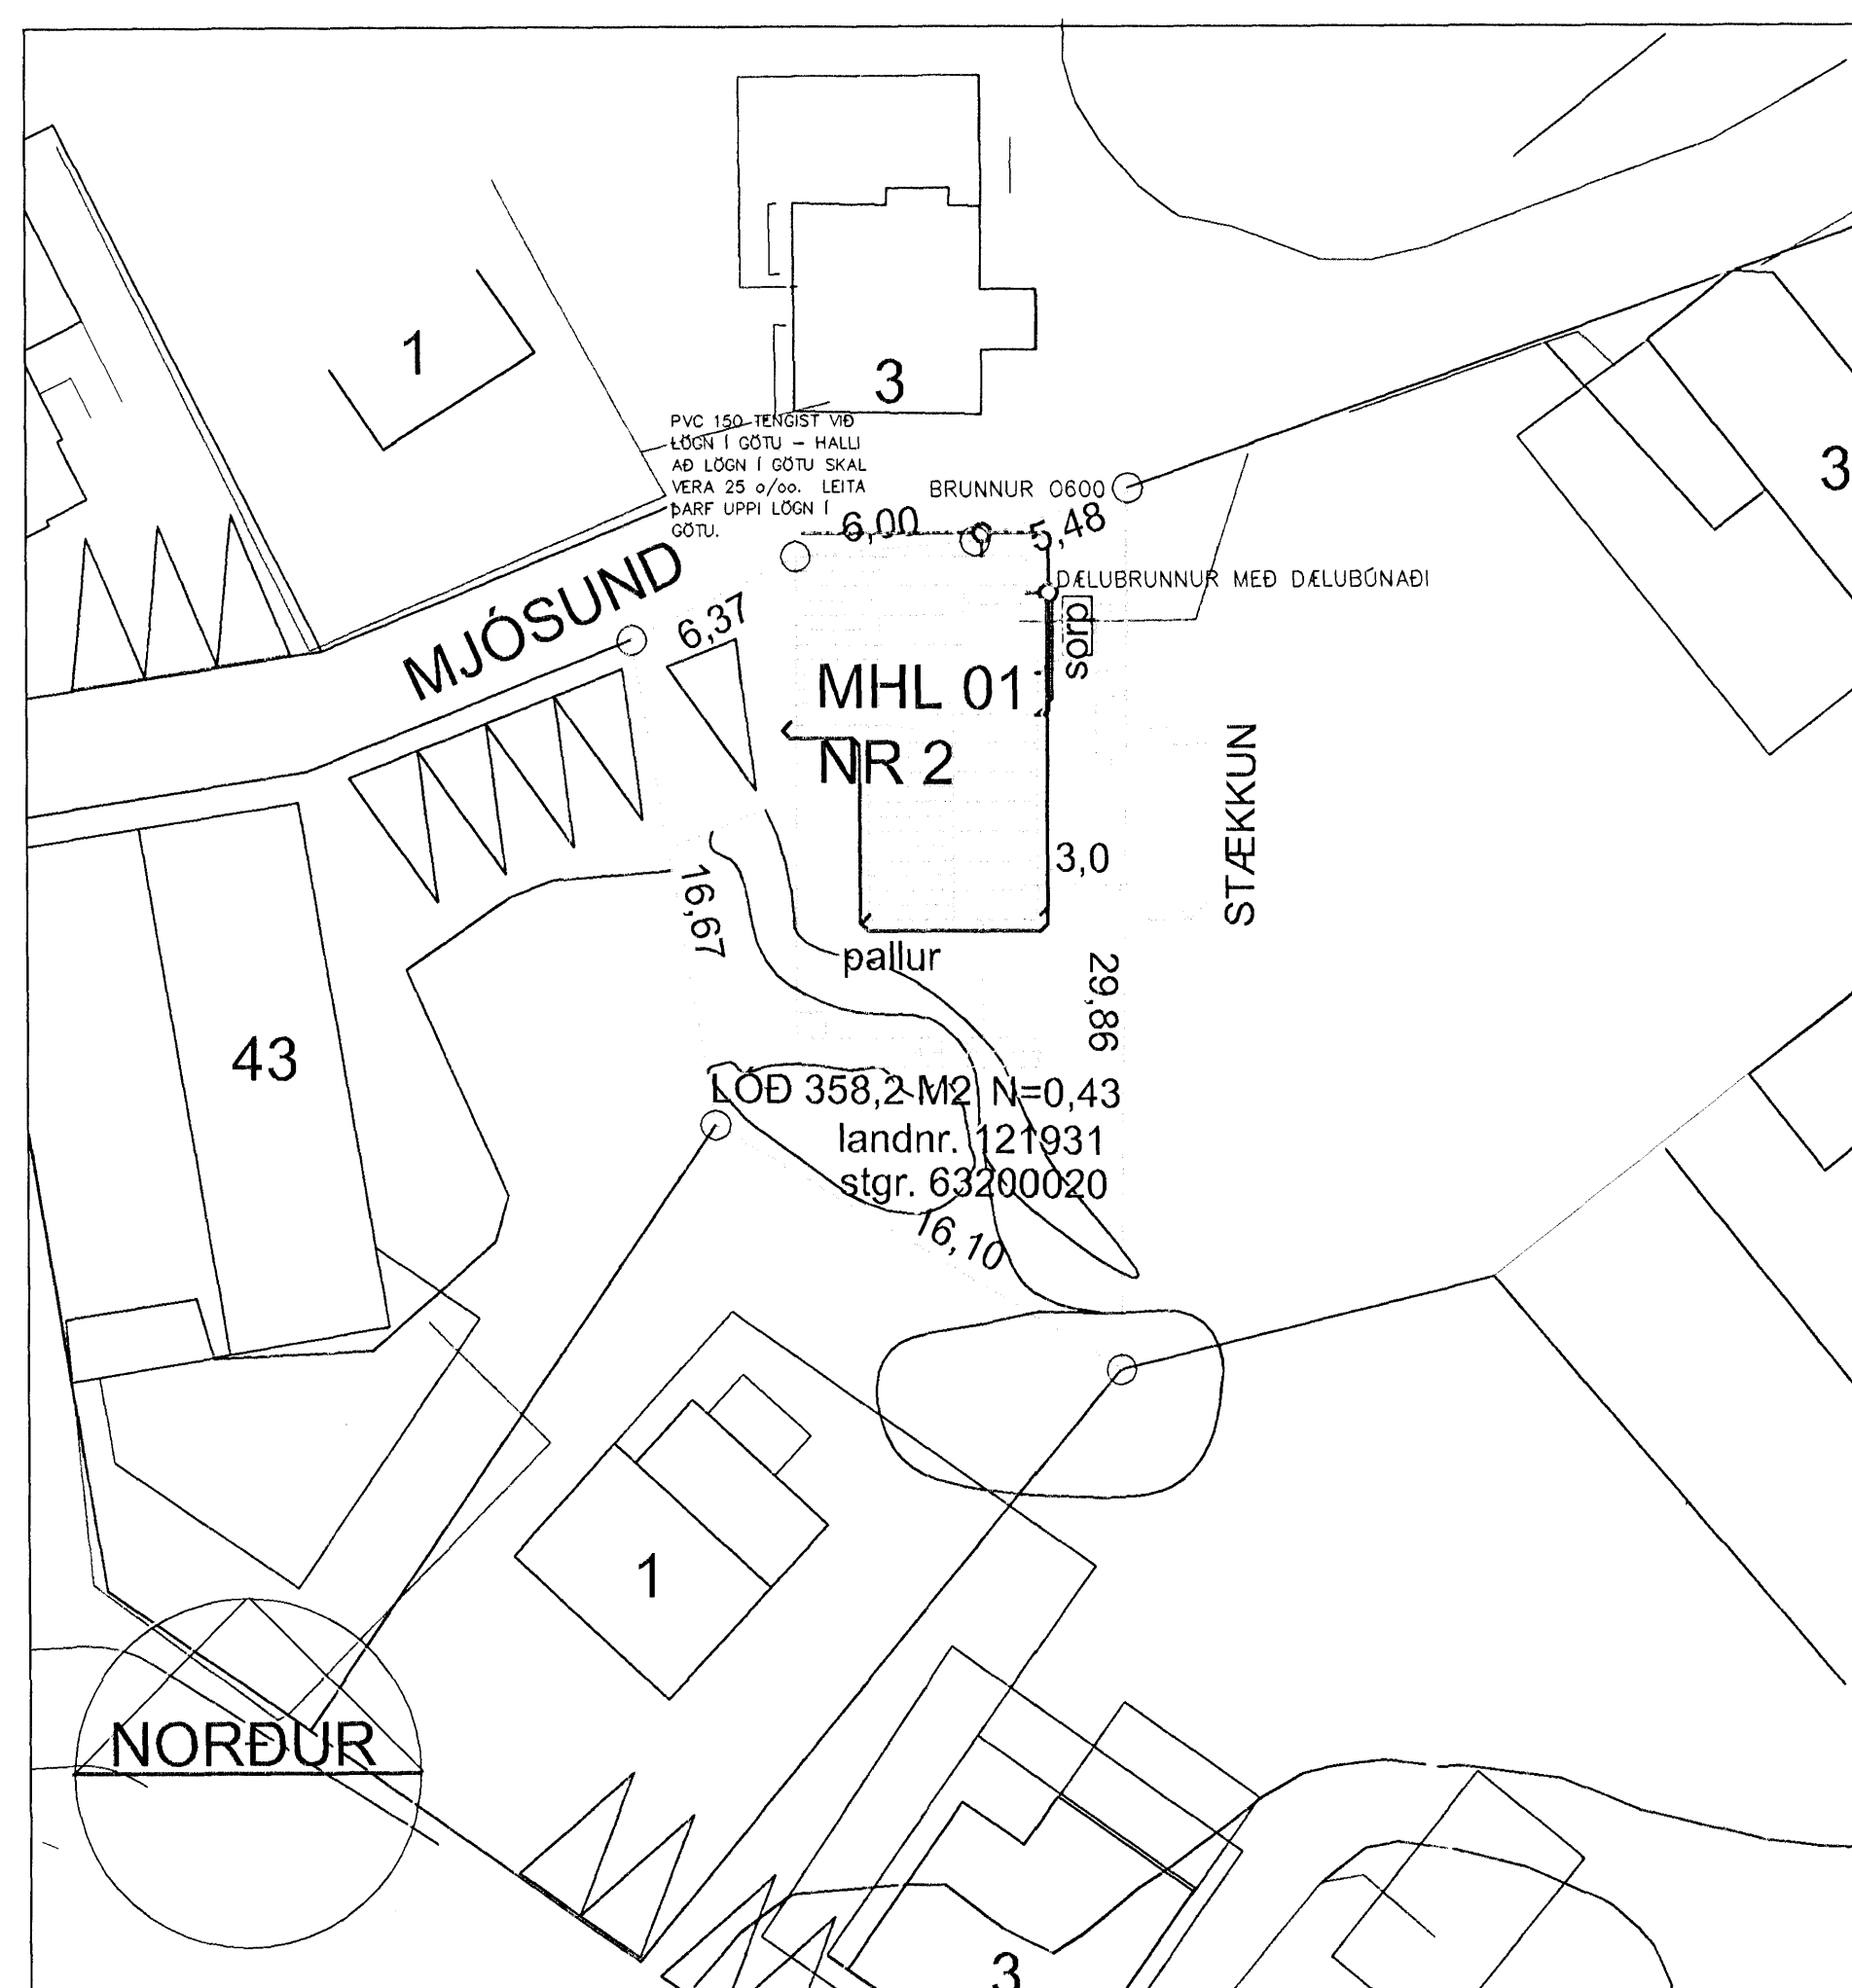 1
3
3
PVC 150 TENGIST VIÐ
LÖGN Í GÖTU – HALLI
AÐ LÖGN Í GÖTU SKAL
VERA 25 o/oo. LEITA
ÞARF UPPI LÖGN Í
GÖTU.
BRUNNUR O600
6,00
5,48
DÆLUBRUNNUR MEÐ DÆLUBÚNAÐI
MJÓSUND
6,37
sorp
MHL 01
NR 2
STÆKKUN
3,0
16,67
pallur
29,86
43
LÓÐ 358,2 M2 N=0,43
landnr. 121931
stgr. 63200020
16,10
1
NORÐUR
3